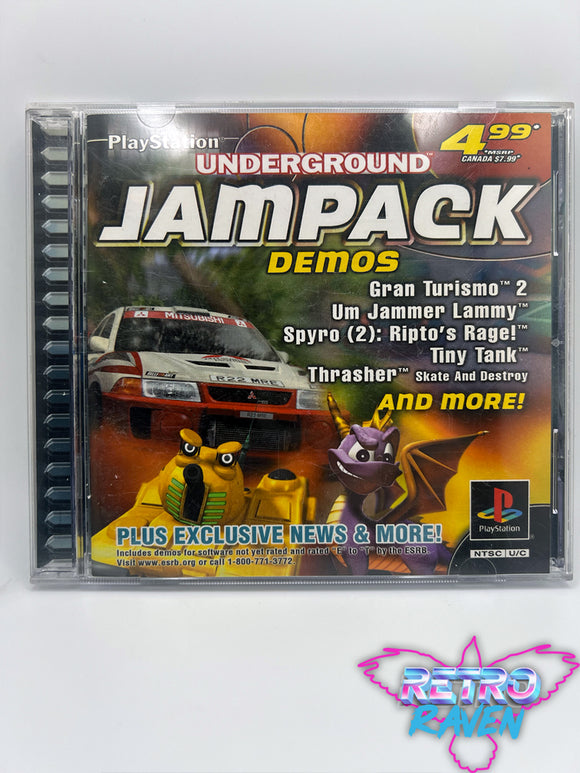 PlayStation
4.99*
*MSRP
CANADA $7.99*
UNDERGROUND™
JAMPACK
DEMOS
Gran Turismo™ 2
Um Jammer Lammy™
Spyro (2): Ripto's Rage!™
Tiny Tank™
Thrasher™ Skate And Destroy
AND MORE!
MITSUBISHI
R22 MRE
PLUS EXCLUSIVE NEWS & MORE!
Includes demos for software not yet rated and rated "E" to "T" by the ESRB.
Visit www.esrb.org or call 1-800-771-3772.
PlayStation
NTSC U/C
RETRO
RAVEN